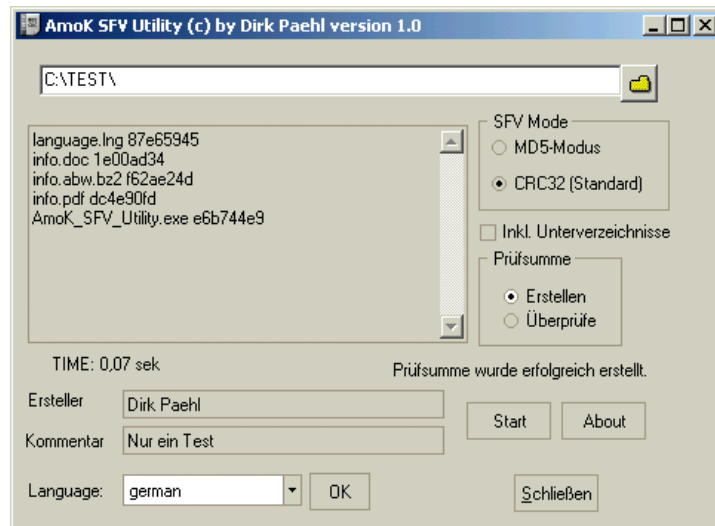 AmoK SFV Utility (c) by Dirk Paehl version 1.0
C:\TEST\
language.lng 87e65945
info.doc 1e00ad34
info.abw.bz2 f62ae24d
info.pdf dc4e90fd
AmoK_SFV_Utility.exe e6b744e9
SFV Mode
MD5-Modus
CRC32 (Standard)
Inkl. Unterverzeichnisse
Prüfsumme
Erstellen
Überprüfe
TIME: 0,07 sek
Prüfsumme wurde erfolgreich erstellt.
Ersteller
Dirk Paehl
Kommentar
Nur ein Test
Start
About
Language:
german
OK
Schließen